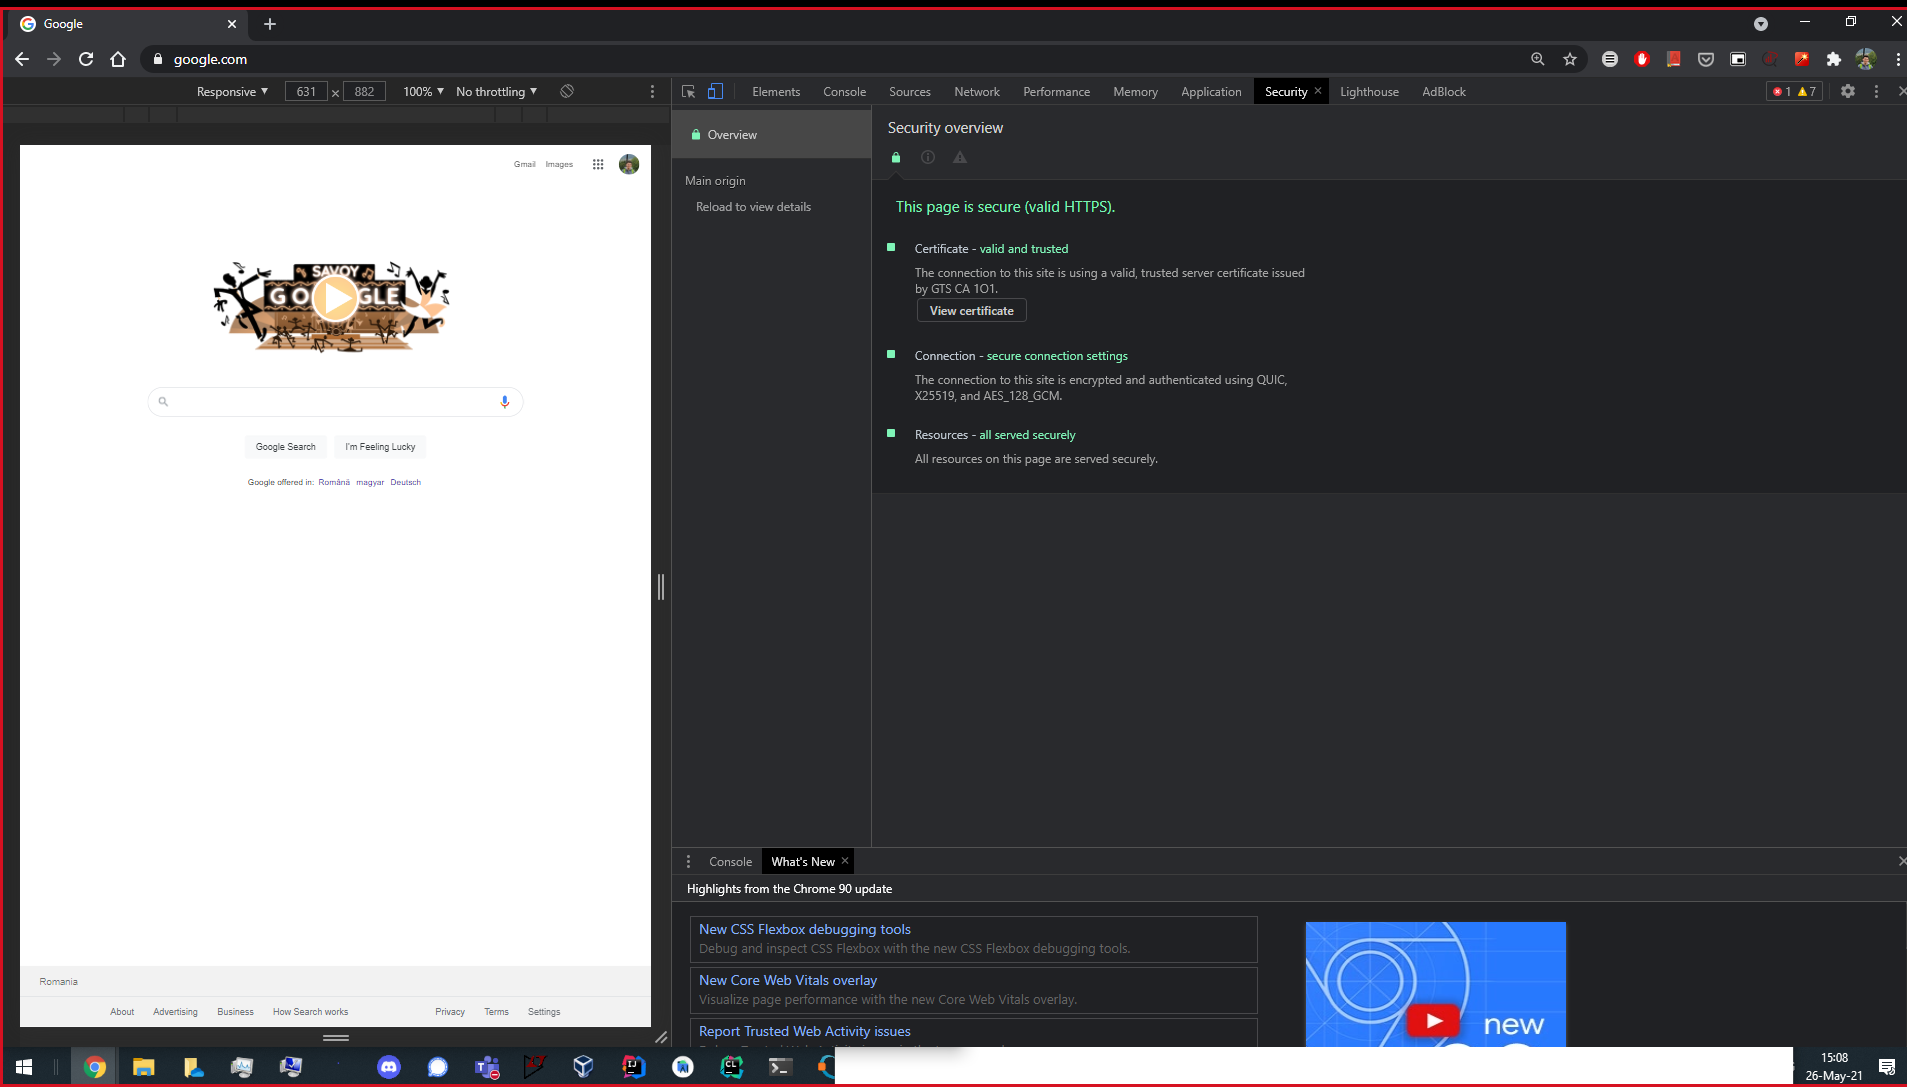 Google
google.com
Responsive
631 × 882
100%
No throttling
Elements
Console
Sources
Network
Performance
Memory
Application
Security
Lighthouse
AdBlock
1
7
Gmail
Images
SAVOY
GOOGLE
Google Search
I'm Feeling Lucky
Google offered in: Română magyar Deutsch
Romania
About
Advertising
Business
How Search works
Privacy
Terms
Settings
Overview
Main origin
Reload to view details
Security overview
This page is secure (valid HTTPS).
Certificate - valid and trusted
The connection to this site is using a valid, trusted server certificate issued
by GTS CA 1O1.
View certificate
Connection - secure connection settings
The connection to this site is encrypted and authenticated using QUIC,
X25519, and AES_128_GCM.
Resources - all served securely
All resources on this page are served securely.
Console
What's New
Highlights from the Chrome 90 update
New CSS Flexbox debugging tools
Debug and inspect CSS Flexbox with the new CSS Flexbox debugging tools.
New Core Web Vitals overlay
Visualize page performance with the new Core Web Vitals overlay.
Report Trusted Web Activity issues
new
15:08
26-May-21